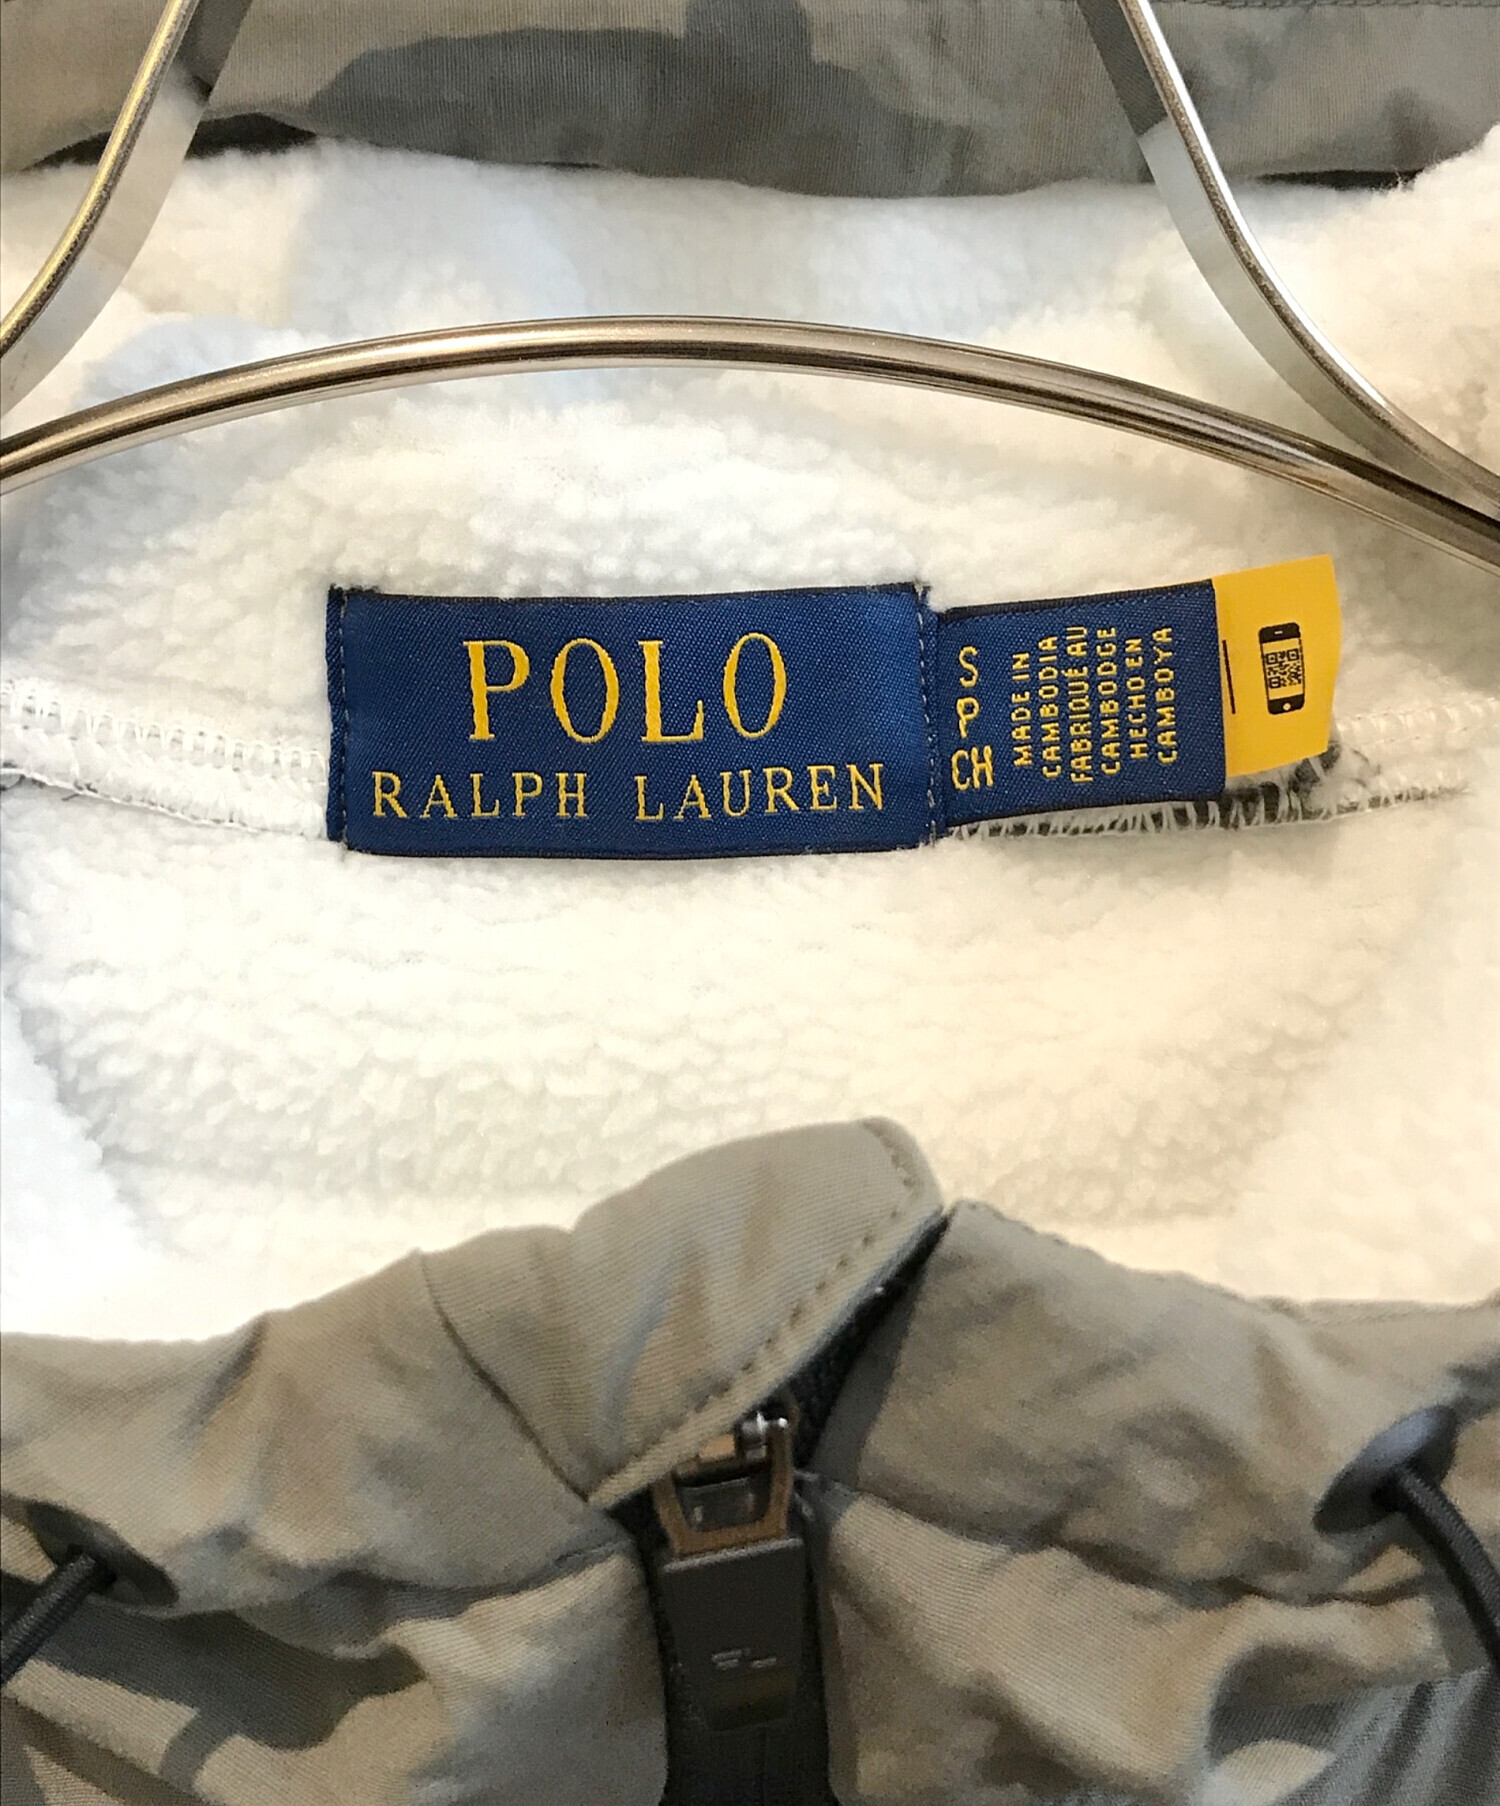 POLO
RALPH LAUREN
S
P
CH
MADE IN
CAMBODIA
FABRIQUÉ AU
CAMBODGE
HECHO EN
CAMBOYA